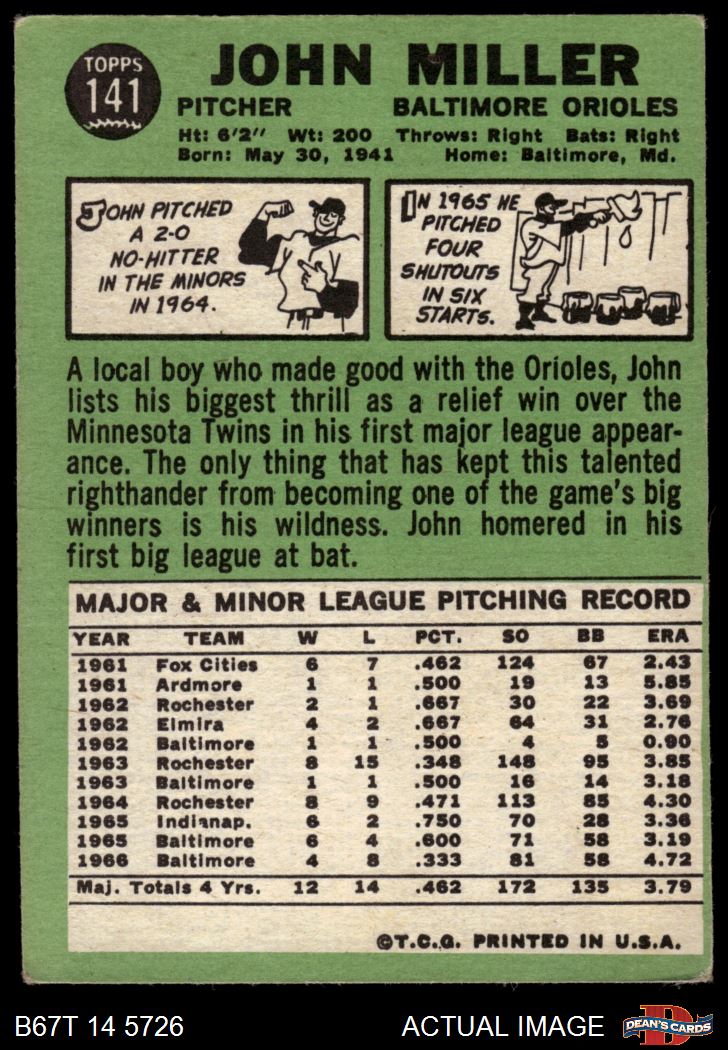 TOPPS
141
JOHN MILLER
PITCHER BALTIMORE ORIOLES
Ht: 6'2" Wt: 200 Throws: Right Bats: Right
Born: May 30, 1941 Home: Baltimore, Md.
JOHN PITCHED
A 2-0
NO-HITTER
IN THE MINORS
IN 1964.
IN 1965 HE
PITCHED
FOUR
SHUTOUTS
IN SIX
STARTS.
A local boy who made good with the Orioles, John
lists his biggest thrill as a relief win over the
Minnesota Twins in his first major league appear-
ance. The only thing that has kept this talented
righthander from becoming one of the game's big
winners is his wildness. John homered in his
first big league at bat.
MAJOR & MINOR LEAGUE PITCHING RECORD
YEAR TEAM W L PCT. SO BB ERA
1961 Fox Cities 6 7 .462 124 67 2.43
1961 Ardmore 1 1 .500 19 13 5.85
1962 Rochester 2 1 .667 30 22 3.69
1962 Elmira 4 2 .667 64 31 2.76
1962 Baltimore 1 1 .500 4 5 0.90
1963 Rochester 8 15 .348 148 95 3.85
1963 Baltimore 1 1 .500 16 14 3.18
1964 Rochester 8 9 .471 113 85 4.30
1965 Indianap. 6 2 .750 70 28 3.36
1965 Baltimore 6 4 .600 71 58 3.19
1966 Baltimore 4 8 .333 81 58 4.72
Maj. Totals 4 Yrs. 12 14 .462 172 135 3.79
©T.C.G. PRINTED IN U.S.A.
B67T 14 5726 ACTUAL IMAGE
DEAN'S CARDS